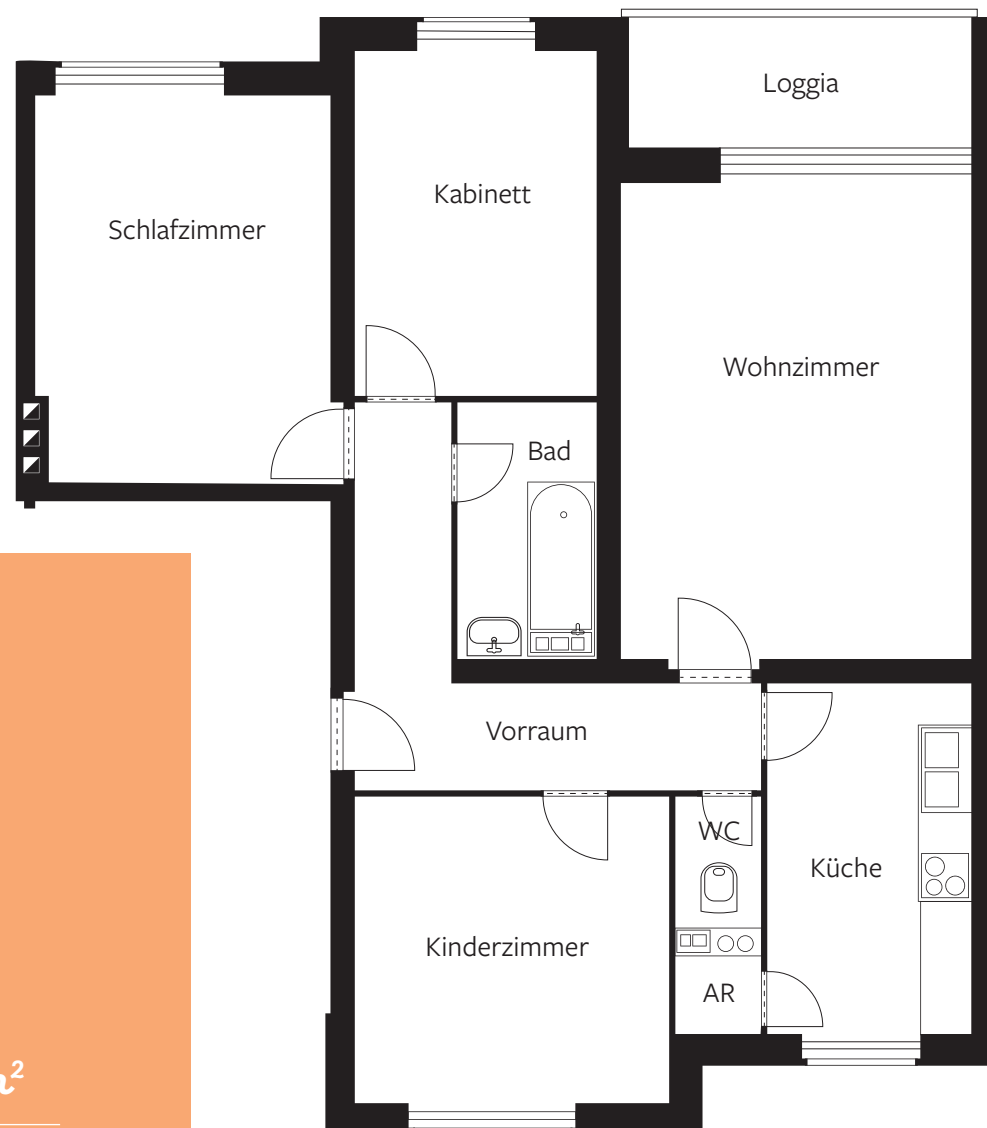 Loggia
Kabinett
Schlafzimmer
Wohnzimmer
Bad
Vorraum
WC
Küche
Kinderzimmer
AR